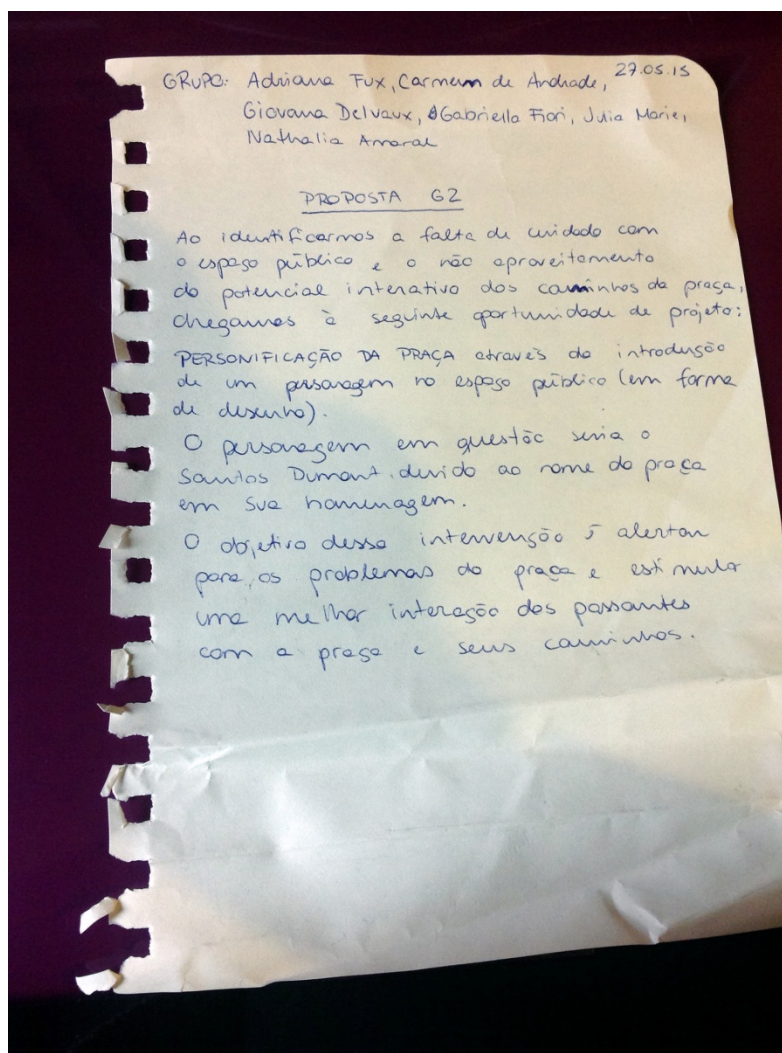 GRUPO: Adriana Fux, Carmem de Andrade, 27.05.15
Giovana Delvaux, Gabriella Fiori, Julia Marie,
Nathalia Amaral
PROPOSTA G2
Ao identificarmos a falta de cuidado com
o espaço público e o não aproveitamento
do potencial interativo dos caminhos da praça,
chegamos à seguinte oportunidade de projeto:
PERSONIFICAÇÃO DA PRAÇA através da introdução
de um personagem no espaço público (em forma
de desenho).
O personagem em questão seria o
Santos Dumont, devido ao nome da praça
em sua homenagem.
O objetivo dessa intervenção é alertar
para os problemas da praça e estimular
uma melhor interação dos passantes
com a praça e seus caminhos.